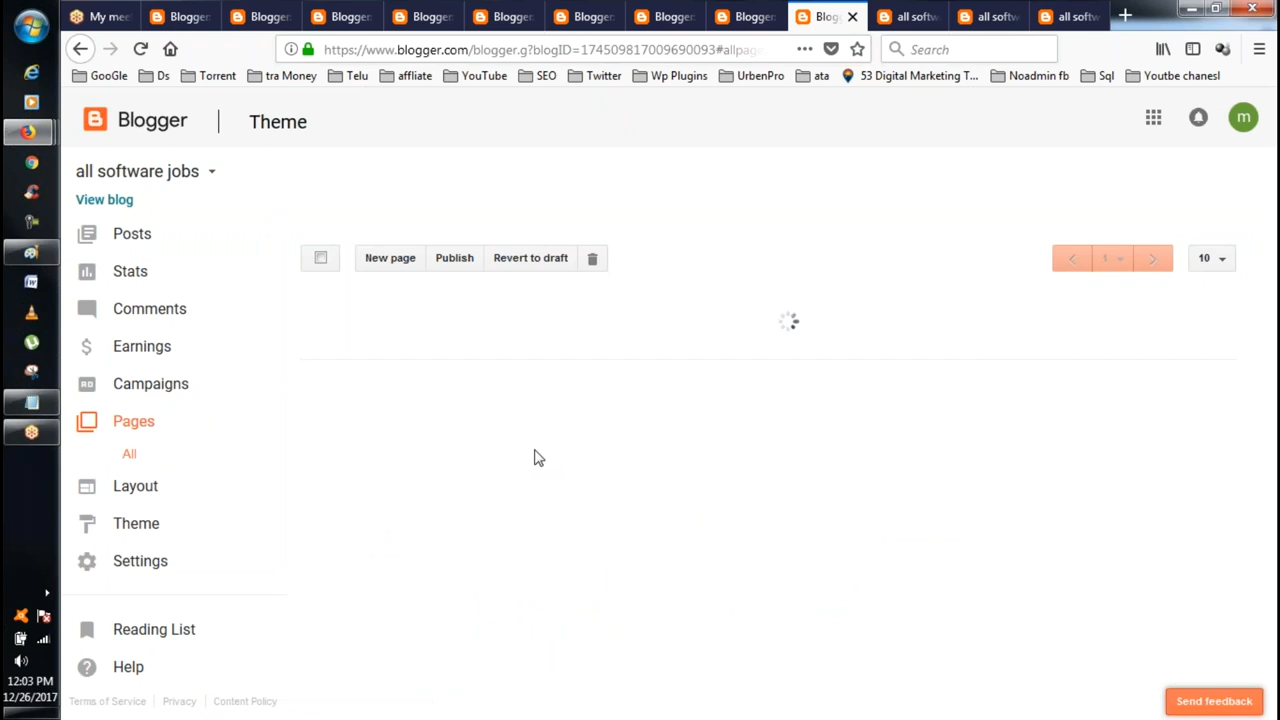 My mee
Blogger:
Blogger:
Blogger:
Blogger:
Blogger:
Blogger:
Blogger:
Blogger:
Blog
all softw
all softw
all softw
https://www.blogger.com/blogger.g?blogID=174509817009690093#allpag
Search
GooGle
Ds
Torrent
tra Money
Telu
affliate
YouTube
SEO
Twitter
Wp Plugins
UrbenPro
ata
53 Digital Marketing T...
Noadmin fb
Sql
Youtbe chanesl
Blogger
Theme
m
all software jobs
View blog
Posts
Stats
Comments
Earnings
Campaigns
Pages
All
Layout
Theme
Settings
Reading List
Help
New page
Publish
Revert to draft
1
10
Terms of Service
Privacy
Content Policy
Send feedback
12:03 PM
12/26/2017